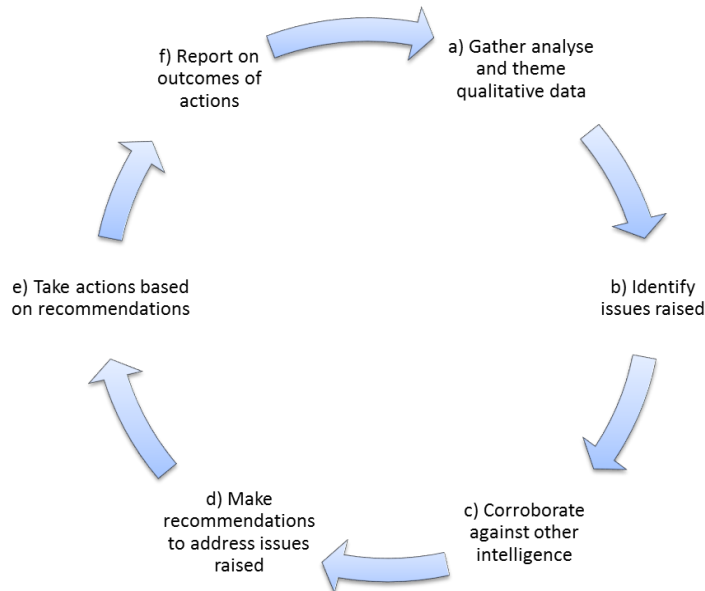 a) Gather analyse
and theme
qualitative data
b) Identify
issues raised
c) Corroborate
against other
intelligence
d) Make
recommendations
to address issues
raised
e) Take actions based
on recommendations
f) Report on
outcomes of
actions